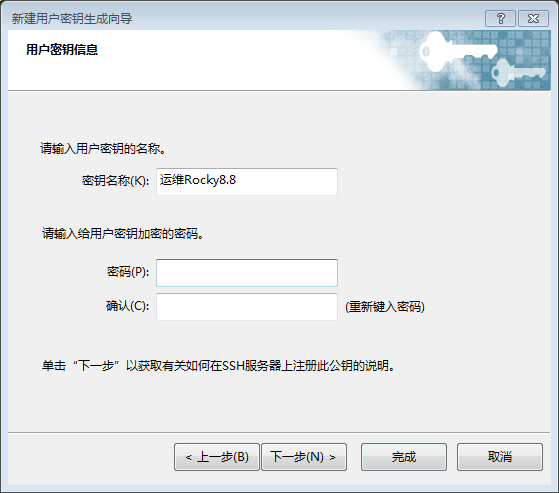 新建用户密钥生成向导
用户密钥信息
请输入用户密钥的名称。
密钥名称(K): 运维Rocky8.8
请输入给用户密钥加密的密码。
密码(P):
确认(C): (重新键入密码)
单击“下一步”以获取有关如何在SSH服务器上注册此公钥的说明。
< 上一步(B) 下一步(N) > 完成 取消